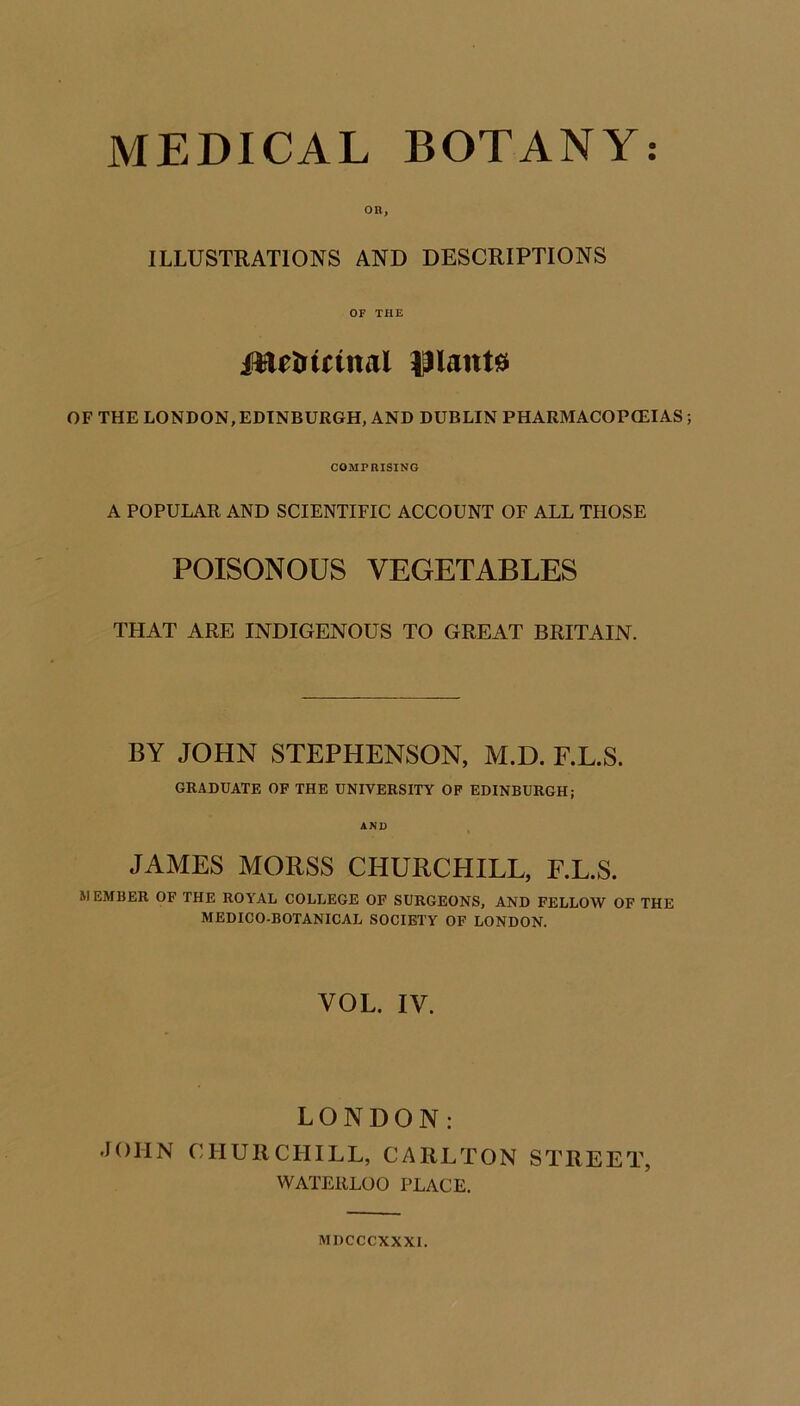 MEDICAL BOTANY:
OR,
ILLUSTRATIONS AND DESCRIPTIONS
OF THE
Medicinal Plants
OF THE LONDON, EDINBURGH, AND DUBLIN PHARMACOPŒIAS;
COMPRISING
A POPULAR AND SCIENTIFIC ACCOUNT OF ALL THOSE
POISONOUS VEGETABLES
THAT ARE INDIGENOUS TO GREAT BRITAIN.
BY JOHN STEPHENSON, M.D. F.L.S.
GRADUATE OF THE UNIVERSITY OF EDINBURGH;
AND
JAMES MORSS CHURCHILL, F.L.S.
MEMBER OF THE ROYAL COLLEGE OF SURGEONS, AND FELLOW OF THE
MEDICO-BOTANICAL SOCIETY OF LONDON.
VOL. IV.
LONDON:
JOHN CHURCHILL, CARLTON STREET,
WATERLOO PLACE.
MDCCCXXXI.